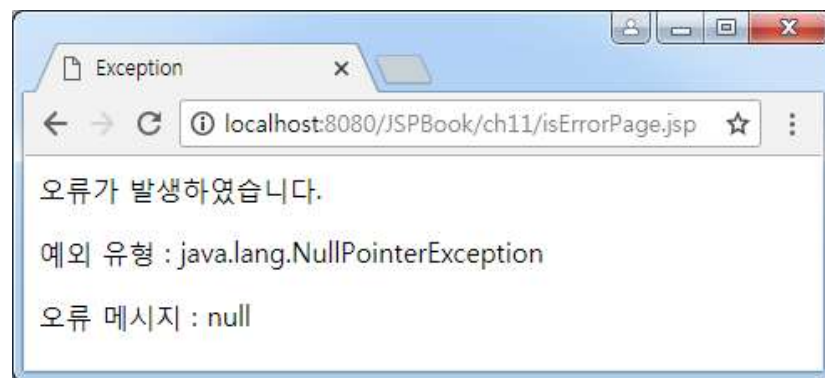 Exception
localhost:8080/JSPBook/ch11/isErrorPage.jsp
오류가 발생하였습니다.
예외 유형 : java.lang.NullPointerException
오류 메시지 : null